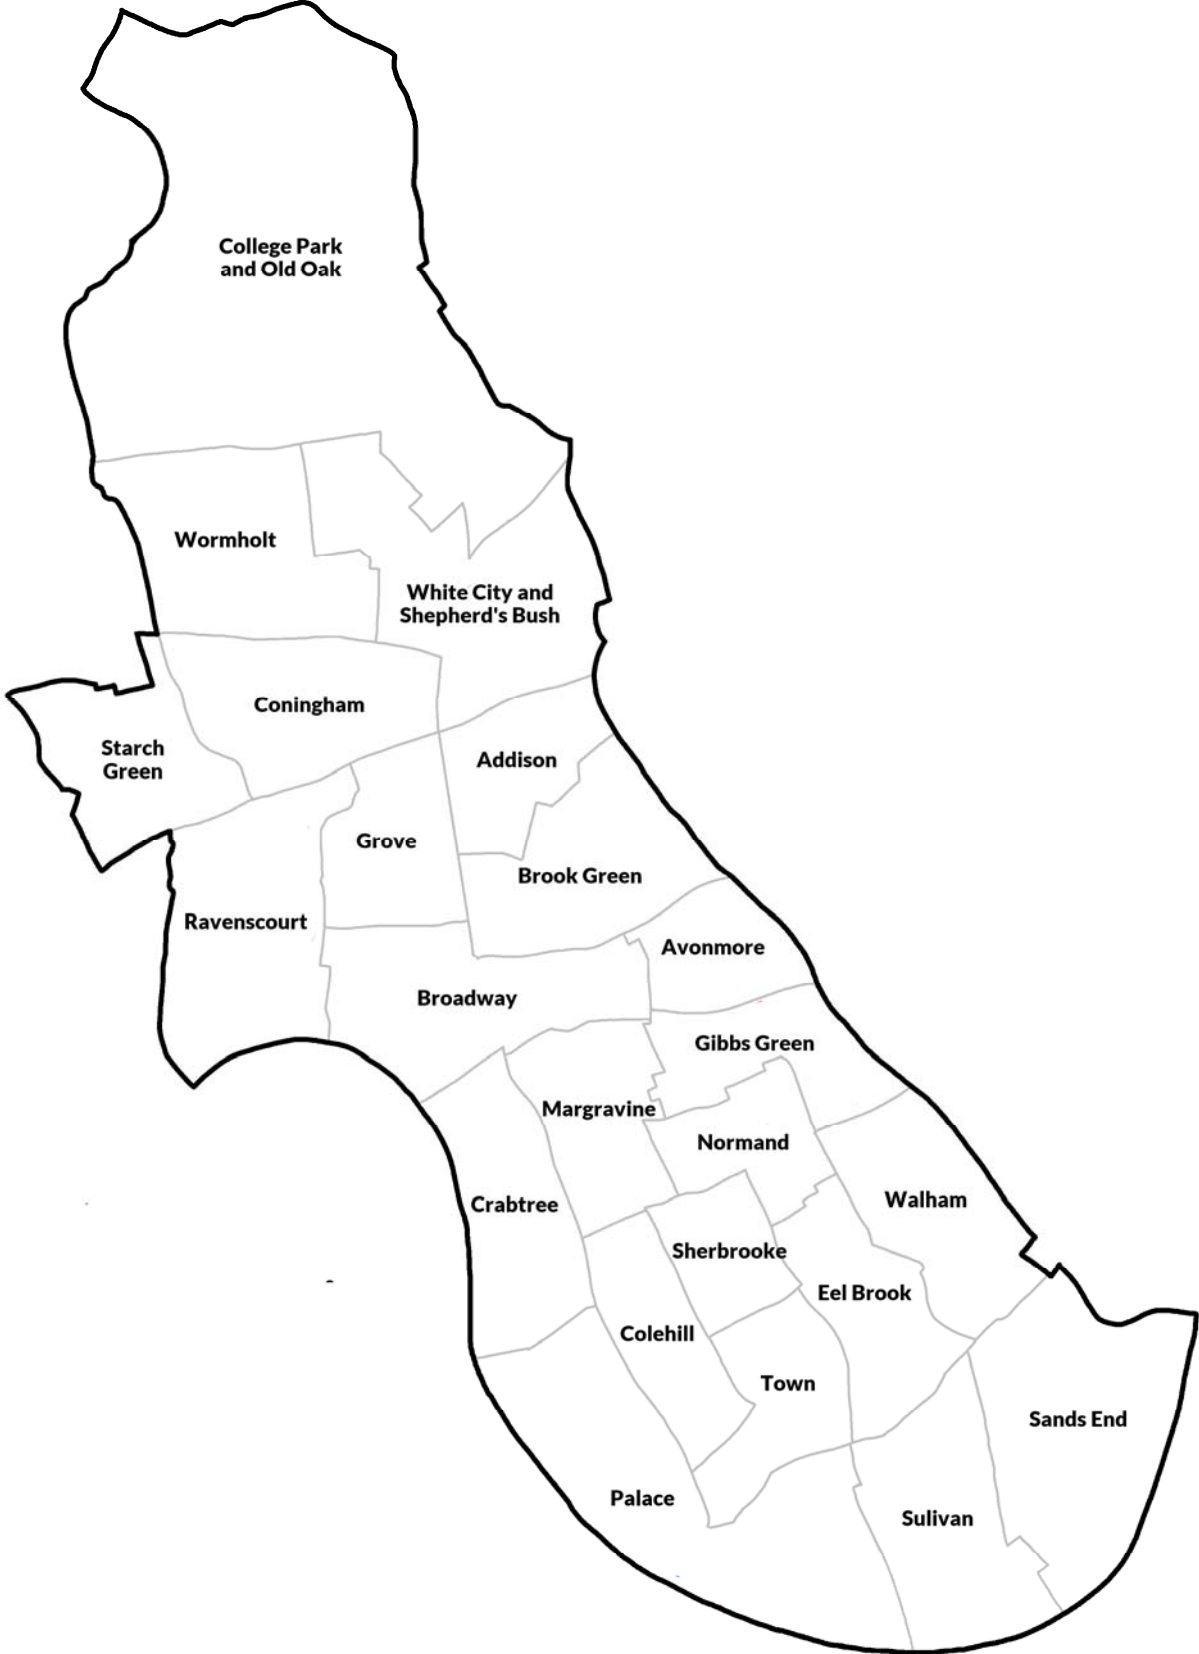 College Park
and Old Oak
Wormholt
White City and
Shepherd's Bush
Coningham
Starch
Green
Addison
Grove
Brook Green
Ravenscourt
Avonmore
Broadway
Gibbs Green
Margravine
Normand
Walham
Crabtree
Sherbrooke
Eel Brook
Colehill
Town
Sands End
Palace
Sulivan